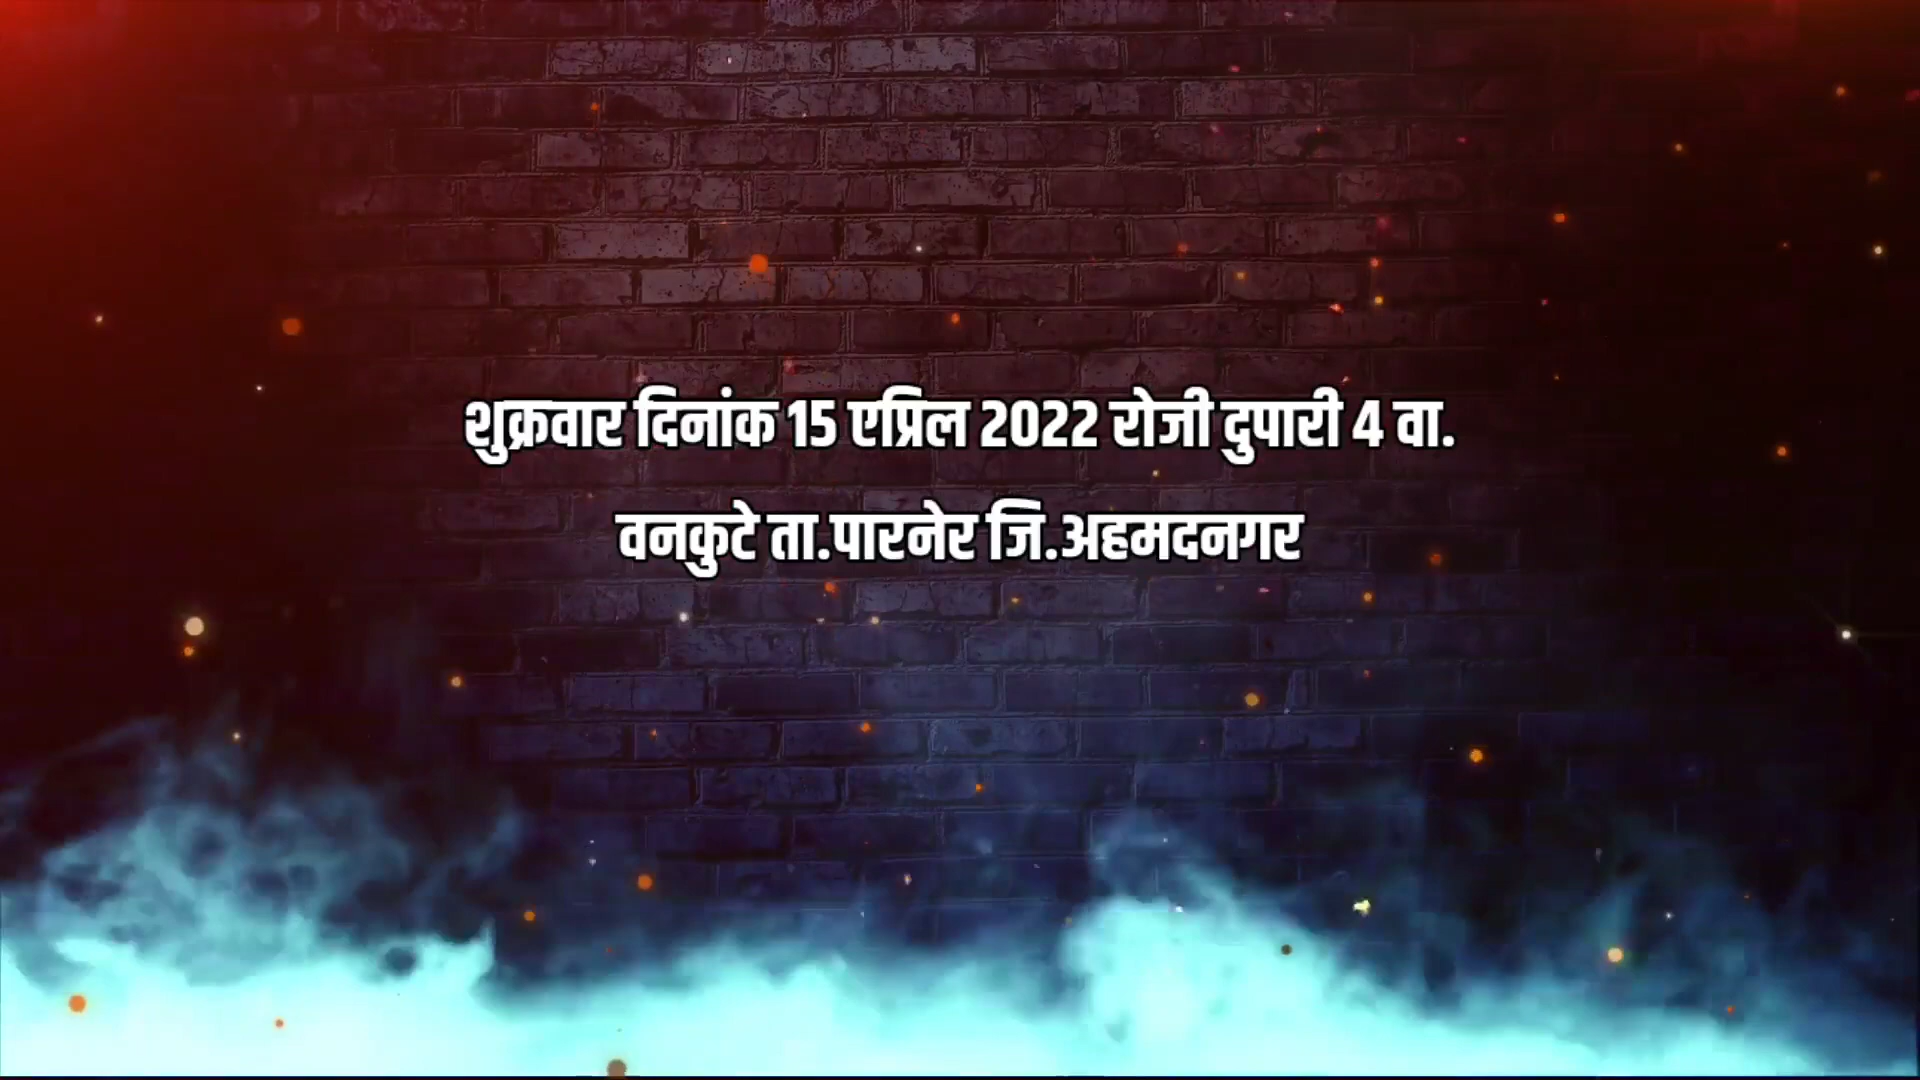 शुक्रवार दिनांक 15 एप्रिल 2022 रोजी दुपारी 4 वा.
वनकुटे ता.पारनेर जि.अहमदनगर